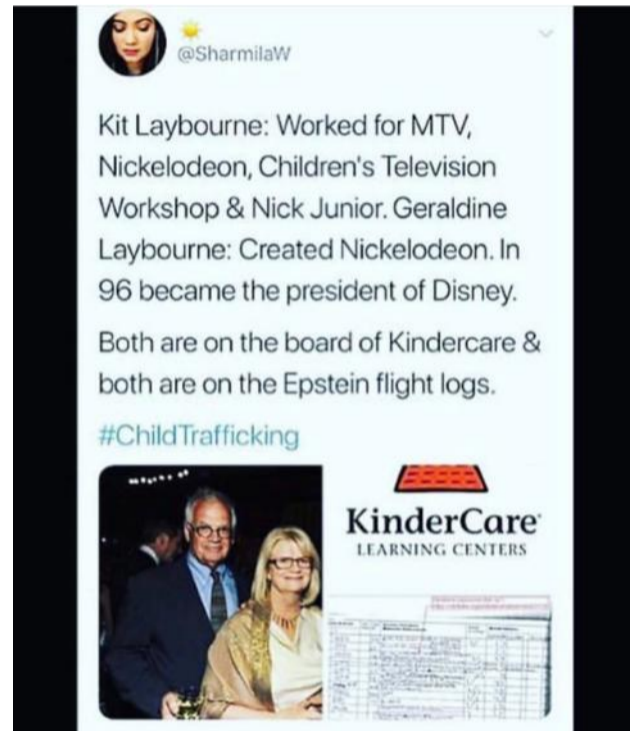 @SharmilaW
Kit Laybourne: Worked for MTV,
Nickelodeon, Children's Television
Workshop & Nick Junior. Geraldine
Laybourne: Created Nickelodeon. In
96 became the president of Disney.
Both are on the board of Kindercare &
both are on the Epstein flight logs.
#ChildTrafficking
KinderCare
LEARNING CENTERS